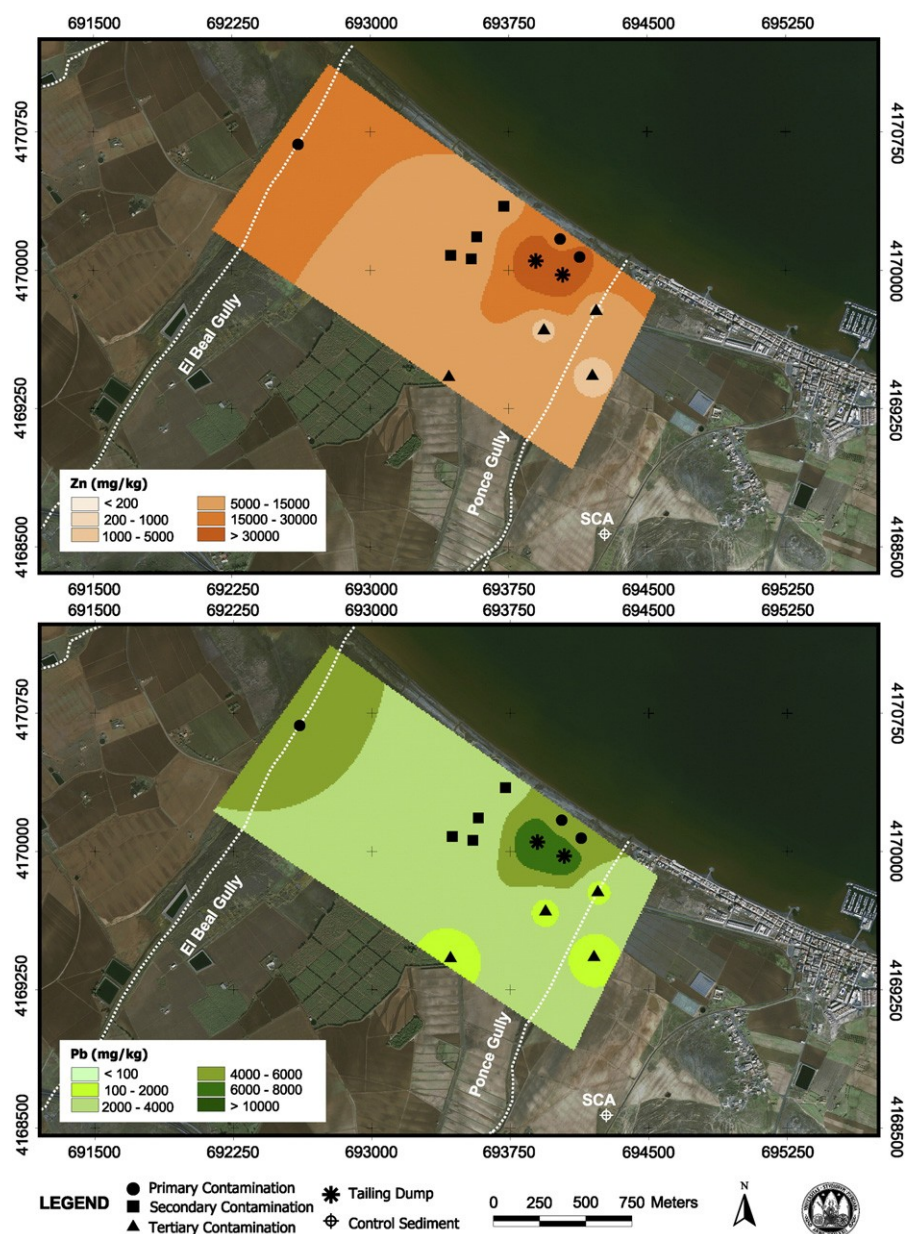 691500 692250 693000 693750 694500 695250
4170750 4170750
4170000 4170000
4169250 4169250
4168500 4168500
El Beal Gully
Ponce Gully
SCA
Zn (mg/kg)
< 200 5000 - 15000
200 - 1000 15000 - 30000
1000 - 5000 > 30000
691500 692250 693000 693750 694500 695250
691500 692250 693000 693750 694500 695250
4170750 4170750
4170000 4170000
4169250 4169250
4168500 4168500
El Beal Gully
Ponce Gully
SCA
Pb (mg/kg)
< 100 4000 - 6000
100 - 2000 6000 - 8000
2000 - 4000 > 10000
691500 692250 693000 693750 694500 695250
LEGEND
Primary Contamination
Secondary Contamination
Tertiary Contamination
Tailing Dump
Control Sediment
0 250 500 750 Meters
N